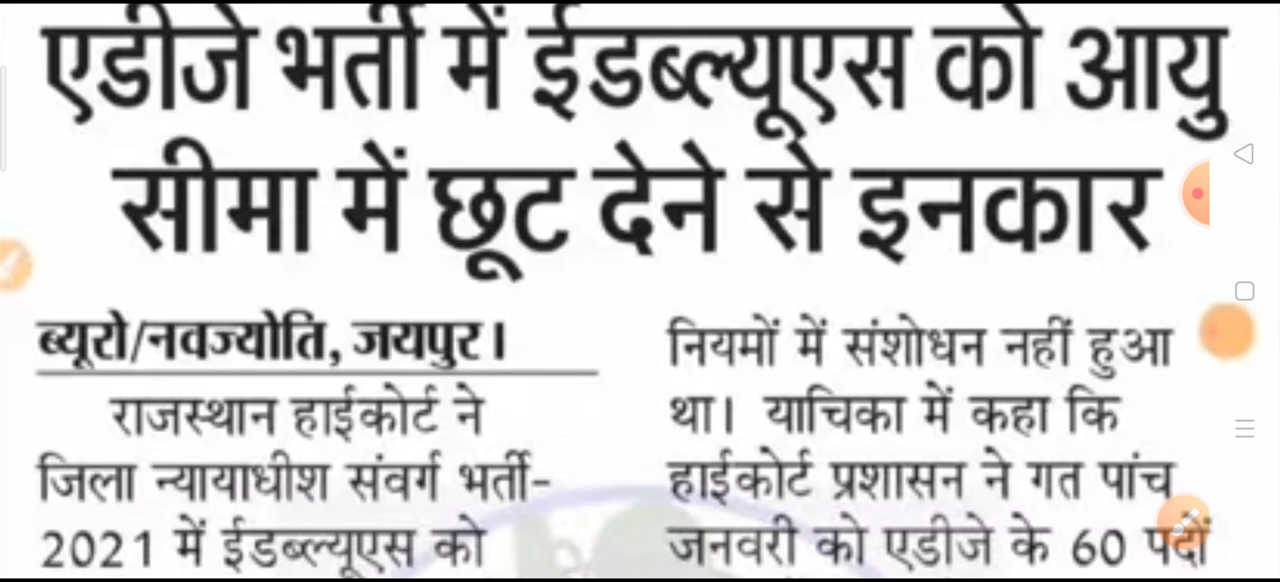 एडीजे भर्ती में ईडब्ल्यूएस को आयु
सीमा में छूट देने से इनकार
ब्यूरो/नवज्योति, जयपुर।
राजस्थान हाईकोर्ट ने
जिला न्यायाधीश संवर्ग भर्ती-
2021 में ईडब्ल्यूएस को
नियमों में संशोधन नहीं हुआ
था। याचिका में कहा कि
हाईकोर्ट प्रशासन ने गत पांच
जनवरी को एडीजे के 60 पदों